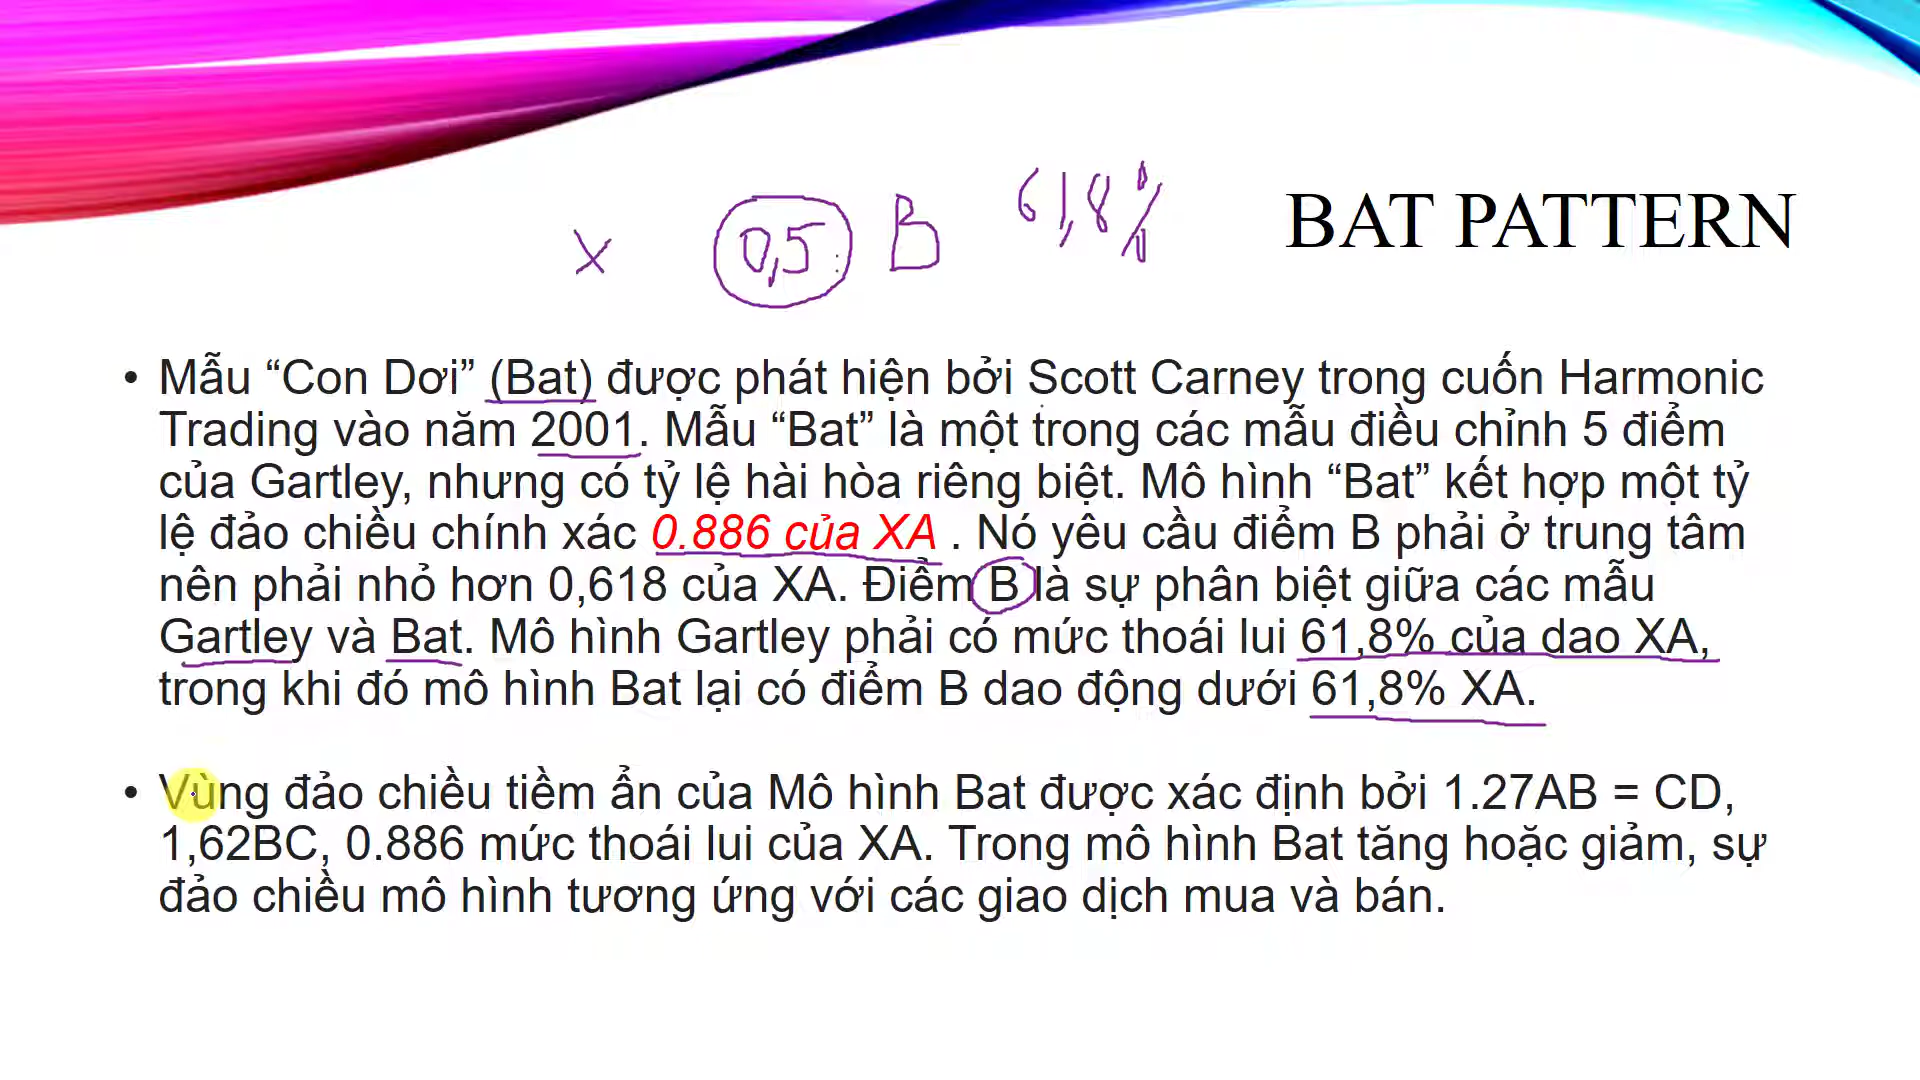 61,8%
BAT PATTERN
x 0,5 B
• Mẫu “Con Dơi” (Bat) được phát hiện bởi Scott Carney trong cuốn Harmonic
Trading vào năm 2001. Mẫu “Bat” là một trong các mẫu điều chỉnh 5 điểm
của Gartley, nhưng có tỷ lệ hài hòa riêng biệt. Mô hình “Bat” kết hợp một tỷ
lệ đảo chiều chính xác 0.886 của XA . Nó yêu cầu điểm B phải ở trung tâm
nên phải nhỏ hơn 0,618 của XA. Điểm B là sự phân biệt giữa các mẫu
Gartley và Bat. Mô hình Gartley phải có mức thoái lui 61,8% của dao XA,
trong khi đó mô hình Bat lại có điểm B dao động dưới 61,8% XA.
• Vùng đảo chiều tiềm ẩn của Mô hình Bat được xác định bởi 1.27AB = CD,
1,62BC, 0.886 mức thoái lui của XA. Trong mô hình Bat tăng hoặc giảm, sự
đảo chiều mô hình tương ứng với các giao dịch mua và bán.